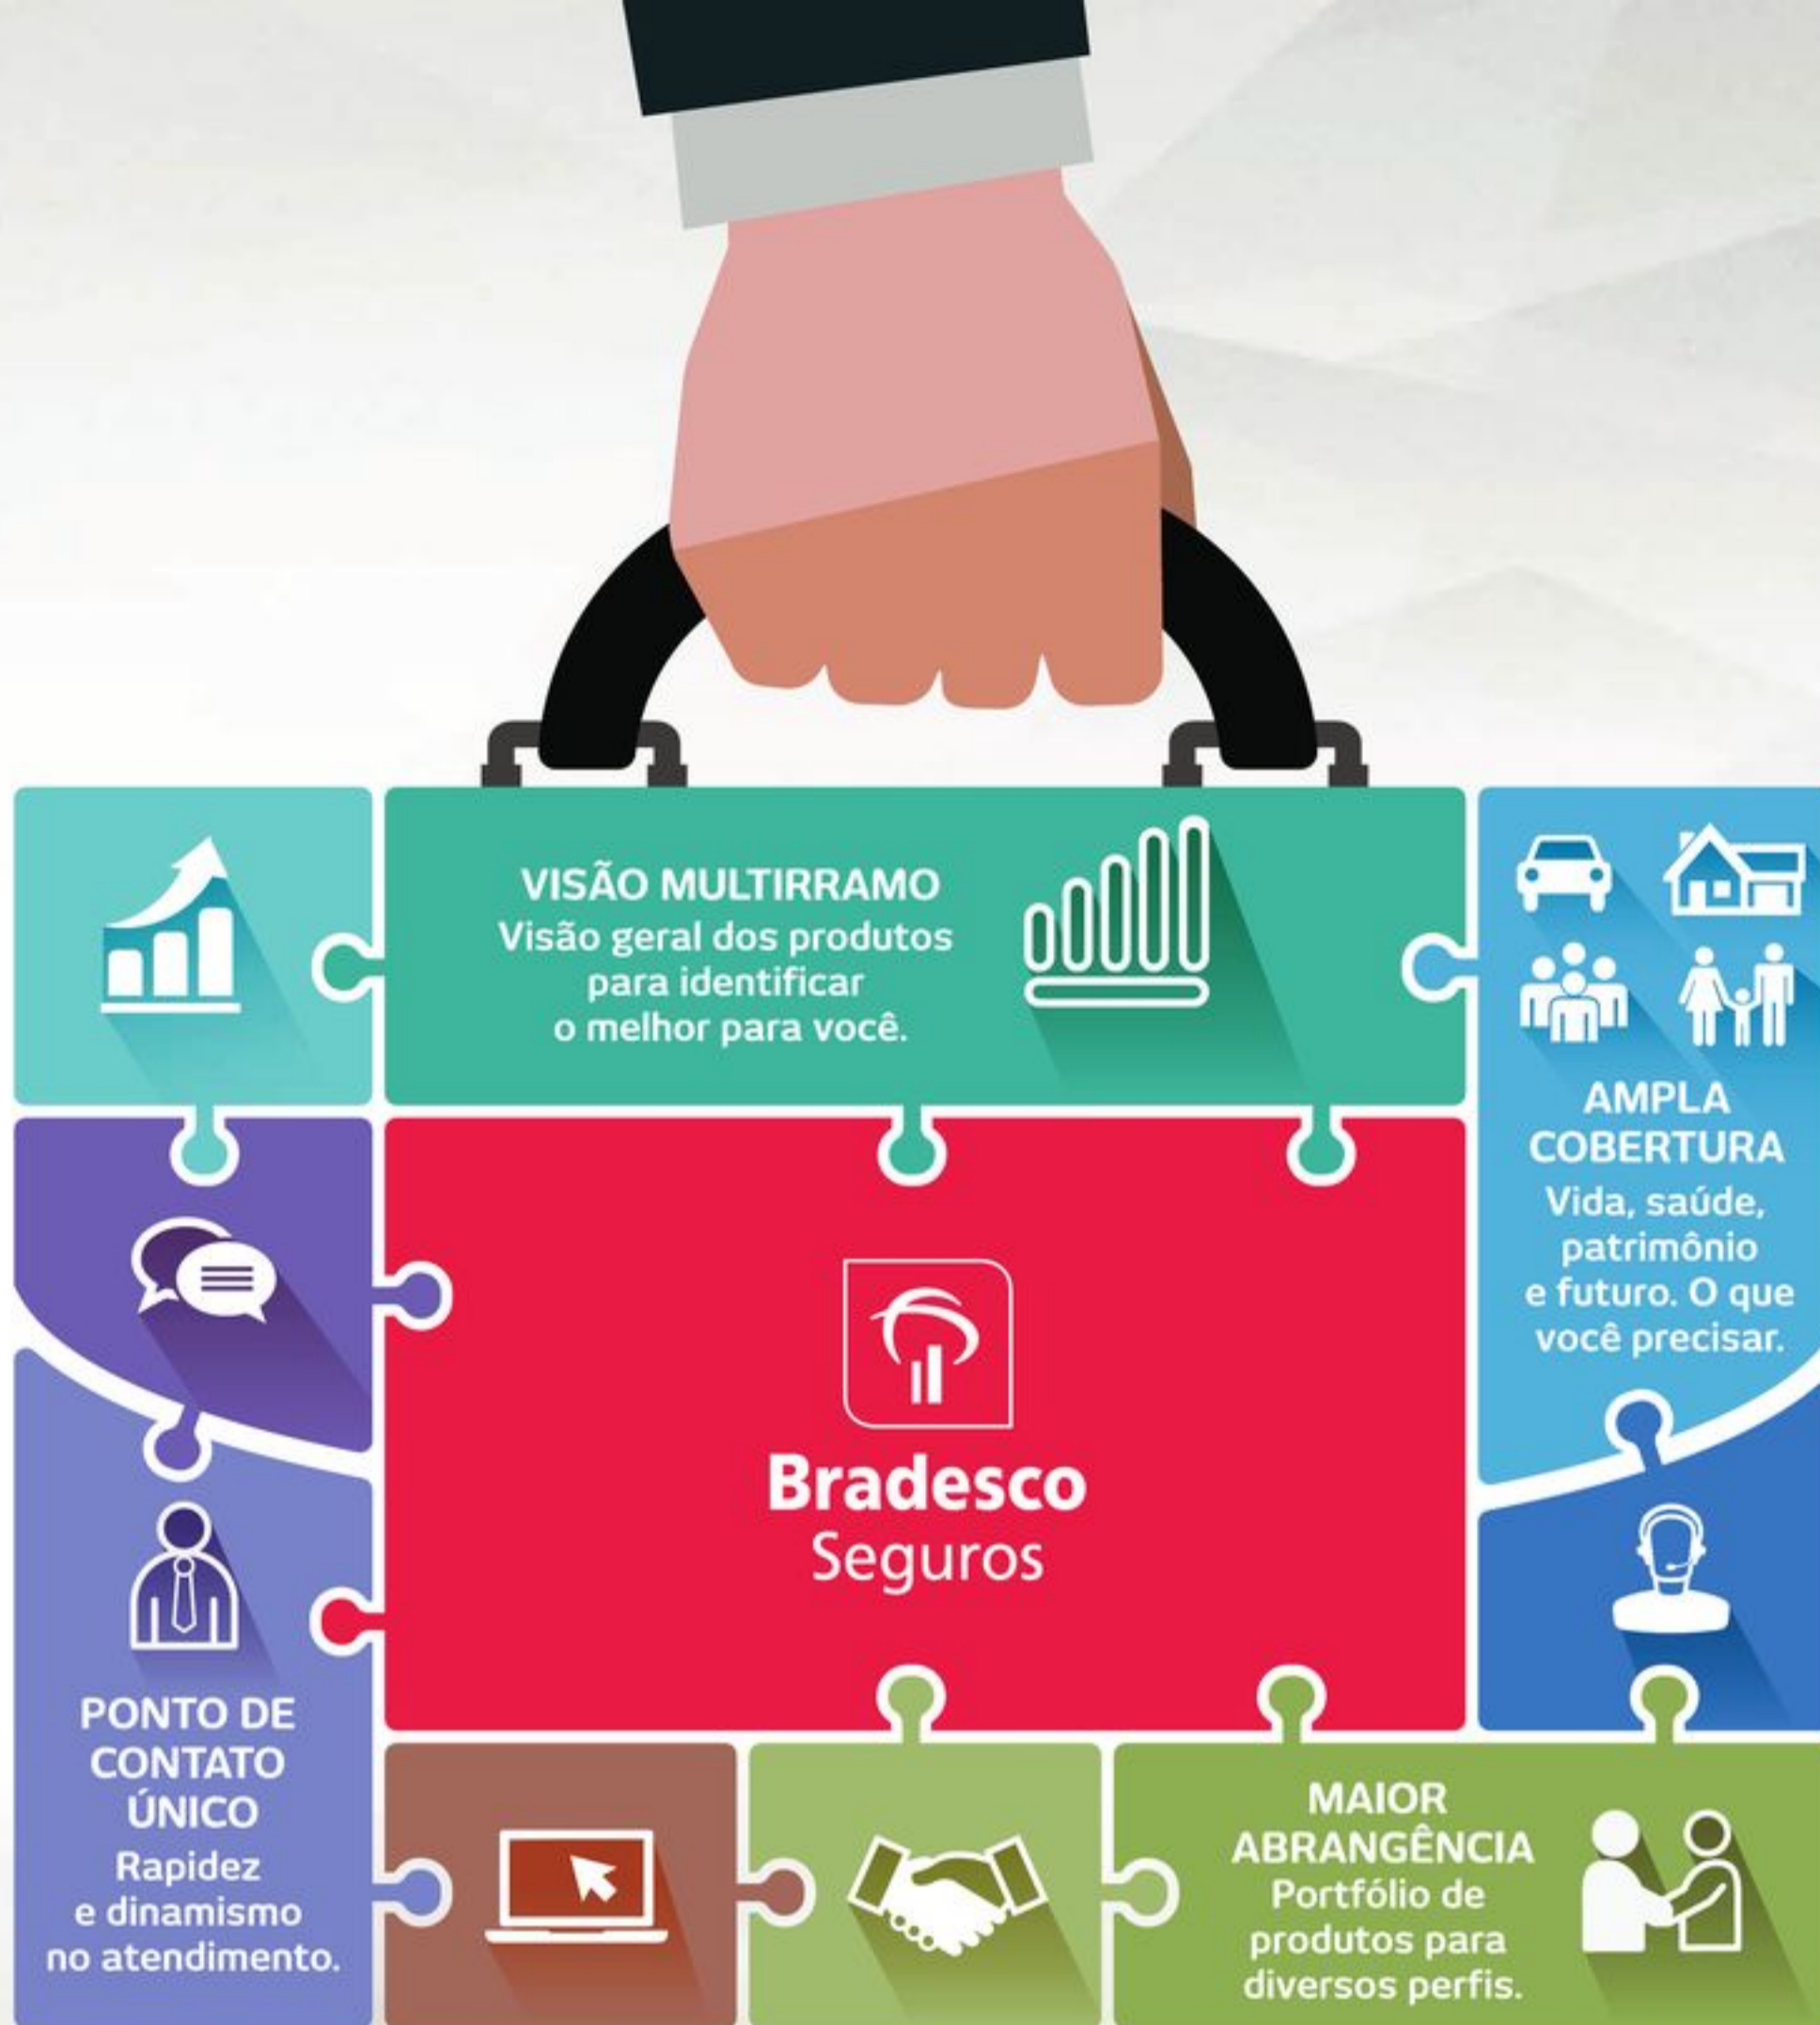 VISÃO MULTIRRAMO
Visão geral dos produtos
para identificar
o melhor para você.
AMPLA
COBERTURA
Vida, saúde,
patrimônio
e futuro. O que
você precisar.
Bradesco
Seguros
PONTO DE
CONTATO
ÚNICO
Rapidez
e dinamismo
no atendimento.
MAIOR
ABRANGÊNCIA
Portfólio de
produtos para
diversos perfis.